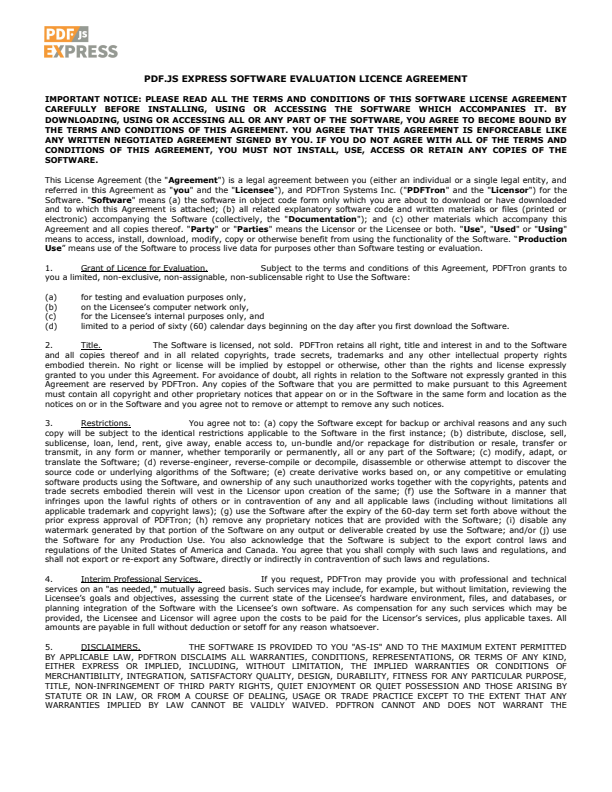 PDF JS
EXPRESS
PDF.JS EXPRESS SOFTWARE EVALUATION LICENCE AGREEMENT
IMPORTANT NOTICE: PLEASE READ ALL THE TERMS AND CONDITIONS OF THIS SOFTWARE LICENSE AGREEMENT
CAREFULLY BEFORE INSTALLING, USING OR ACCESSING THE SOFTWARE WHICH ACCOMPANIES IT. BY
DOWNLOADING, USING OR ACCESSING ALL OR ANY PART OF THE SOFTWARE, YOU AGREE TO BECOME BOUND BY
THE TERMS AND CONDITIONS OF THIS AGREEMENT. YOU AGREE THAT THIS AGREEMENT IS ENFORCEABLE LIKE
ANY WRITTEN NEGOTIATED AGREEMENT SIGNED BY YOU. IF YOU DO NOT AGREE WITH ALL OF THE TERMS AND
CONDITIONS OF THIS AGREEMENT, YOU MUST NOT INSTALL, USE, ACCESS OR RETAIN ANY COPIES OF THE
SOFTWARE.
This License Agreement (the "Agreement") is a legal agreement between you (either an individual or a single legal entity, and
referred in this Agreement as "you" and the "Licensee"), and PDFTron Systems Inc. ("PDFTron" and the "Licensor") for the
Software. "Software" means (a) the software in object code form only which you are about to download or have downloaded
and to which this Agreement is attached; (b) all related explanatory software code and written materials or files (printed or
electronic) accompanying the Software (collectively, the "Documentation"); and (c) other materials which accompany this
Agreement and all copies thereof. "Party" or "Parties" means the Licensor or the Licensee or both. "Use", "Used" or "Using"
means to access, install, download, modify, copy or otherwise benefit from using the functionality of the Software. "Production
Use" means use of the Software to process live data for purposes other than Software testing or evaluation.
1. Grant of Licence for Evaluation. Subject to the terms and conditions of this Agreement, PDFTron grants to
you a limited, non-exclusive, non-assignable, non-sublicensable right to Use the Software:
(a) for testing and evaluation purposes only,
(b) on the Licensee's computer network only,
(c) for the Licensee's internal purposes only, and
(d) limited to a period of sixty (60) calendar days beginning on the day after you first download the Software.
2. Title. The Software is licensed, not sold. PDFTron retains all right, title and interest in and to the Software
and all copies thereof and in all related copyrights, trade secrets, trademarks and any other intellectual property rights
embodied therein. No right or license will be implied by estoppel or otherwise, other than the rights and license expressly
granted to you under this Agreement. For avoidance of doubt, all rights in relation to the Software not expressly granted in this
Agreement are reserved by PDFTron. Any copies of the Software that you are permitted to make pursuant to this Agreement
must contain all copyright and other proprietary notices that appear on or in the Software in the same form and location as the
notices on or in the Software and you agree not to remove or attempt to remove any such notices.
3. Restrictions. You agree not to: (a) copy the Software except for backup or archival reasons and any such
copy will be subject to the identical restrictions applicable to the Software in the first instance; (b) distribute, disclose, sell,
sublicense, loan, lend, rent, give away, enable access to, un-bundle and/or repackage for distribution or resale, transfer or
transmit, in any form or manner, whether temporarily or permanently, all or any part of the Software; (c) modify, adapt, or
translate the Software; (d) reverse-engineer, reverse-compile or decompile, disassemble or otherwise attempt to discover the
source code or underlying algorithms of the Software; (e) create derivative works based on, or any competitive or emulating
software products using the Software, and ownership of any such unauthorized works together with the copyrights, patents and
trade secrets embodied therein will vest in the Licensor upon creation of the same; (f) use the Software in a manner that
infringes upon the lawful rights of others or in contravention of any and all applicable laws (including without limitations all
applicable trademark and copyright laws); (g) use the Software after the expiry of the 60-day term set forth above without the
prior express approval of PDFTron; (h) remove any proprietary notices that are provided with the Software; (i) disable any
watermark generated by that portion of the Software on any output or deliverable created by use the Software; and/or (j) use
the Software for any Production Use. You also acknowledge that the Software is subject to the export control laws and
regulations of the United States of America and Canada. You agree that you shall comply with such laws and regulations, and
shall not export or re-export any Software, directly or indirectly in contravention of such laws and regulations.
4. Interim Professional Services. If you request, PDFTron may provide you with professional and technical
services on an "as needed," mutually agreed basis. Such services may include, for example, but without limitation, reviewing the
Licensee's goals and objectives, assessing the current state of the Licensee's hardware environment, files, and databases, or
planning integration of the Software with the Licensee's own software. As compensation for any such services which may be
provided, the Licensee and Licensor will agree upon the costs to be paid for the Licensor's services, plus applicable taxes. All
amounts are payable in full without deduction or setoff for any reason whatsoever.
5. DISCLAIMERS. THE SOFTWARE IS PROVIDED TO YOU "AS-IS" AND TO THE MAXIMUM EXTENT PERMITTED
BY APPLICABLE LAW, PDFTRON DISCLAIMS ALL WARRANTIES, CONDITIONS, REPRESENTATIONS, OR TERMS OF ANY KIND,
EITHER EXPRESS OR IMPLIED, INCLUDING, WITHOUT LIMITATION, THE IMPLIED WARRANTIES OR CONDITIONS OF
MERCHANTIBILITY, INTEGRATION, SATISFACTORY QUALITY, DESIGN, DURABILITY, FITNESS FOR ANY PARTICULAR PURPOSE,
TITLE, NON-INFRINGEMENT OF THIRD PARTY RIGHTS, QUIET ENJOYMENT OR QUIET POSSESSION AND THOSE ARISING BY
STATUTE OR IN LAW, OR FROM A COURSE OF DEALING, USAGE OR TRADE PRACTICE EXCEPT TO THE EXTENT THAT ANY
WARRANTIES IMPLIED BY LAW CANNOT BE VALIDLY WAIVED. PDFTRON CANNOT AND DOES NOT WARRANT THE